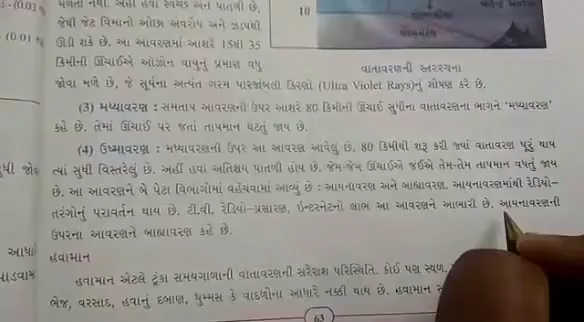 મળતા નથી. અહીં હવા સ્વચ્છ અને પાતળી છે,
જેથી જેટ વિમાનો ઓછા અવરોધ અને ઝડપથી
ઊડી શકે છે. આ આવરણમાં આશરે 15થી 35
કિમીની ઊંચાઈએ ઓઝોન વાયુનું પ્રમાણ વધુ
10
વાતાવરણની સ્તરરચના
જોવા મળે છે, જે સૂર્યના અત્યંત ગરમ પારજાંબલી કિરણો (Ultra Violet Rays)નું શોષણ કરે છે.
(3) મધ્યાવરણ : સમતાપ આવરણની ઉપર આશરે 80 કિમીની ઊંચાઈ સુધીના વાતાવરણના ભાગને 'મધ્યાવરણ'
કહે છે. તેમાં ઊંચાઈ પર જતાં તાપમાન ઘટતું જાય છે.
(4) ઉષ્માવરણ : મધ્યાવરણની ઉપર આ આવરણ આવેલું છે. 80 કિમીથી શરૂ કરી જ્યાં વાતાવરણ પૂરું થાય
ત્યાં સુધી વિસ્તરેલું છે. અહીં હવા અતિશય પાતળી હોય છે. જેમ-જેમ ઊંચાઈએ જઈએ તેમ-તેમ તાપમાન વધતું જાય
છે. આ આવરણને બે પેટા વિભાગોમાં વહેંચવામાં આવ્યું છે : આયનાવરણ અને બાહ્યાવરણ. આયનાવરણમાંથી રેડિયો-
તરંગોનું પરાવર્તન થાય છે. ટી.વી. રેડિયો-પ્રસારણ, ઇન્ટરનેટનો લાભ આ આવરણને આભારી છે. આયનાવરણની
ઉપરના આવરણને બાહ્યાવરણ કહે છે.
હવામાન
હવામાન એટલે ટૂંકા સમયગાળાની વાતાવરણની સરેરાશ પરિસ્થિતિ. કોઈ પણ સ્થળ
ભેજ, વરસાદ, હવાનું દબાણ, ધુમ્મસ કે વાદળોના આધારે નક્કી થાય છે. હવામાન
63